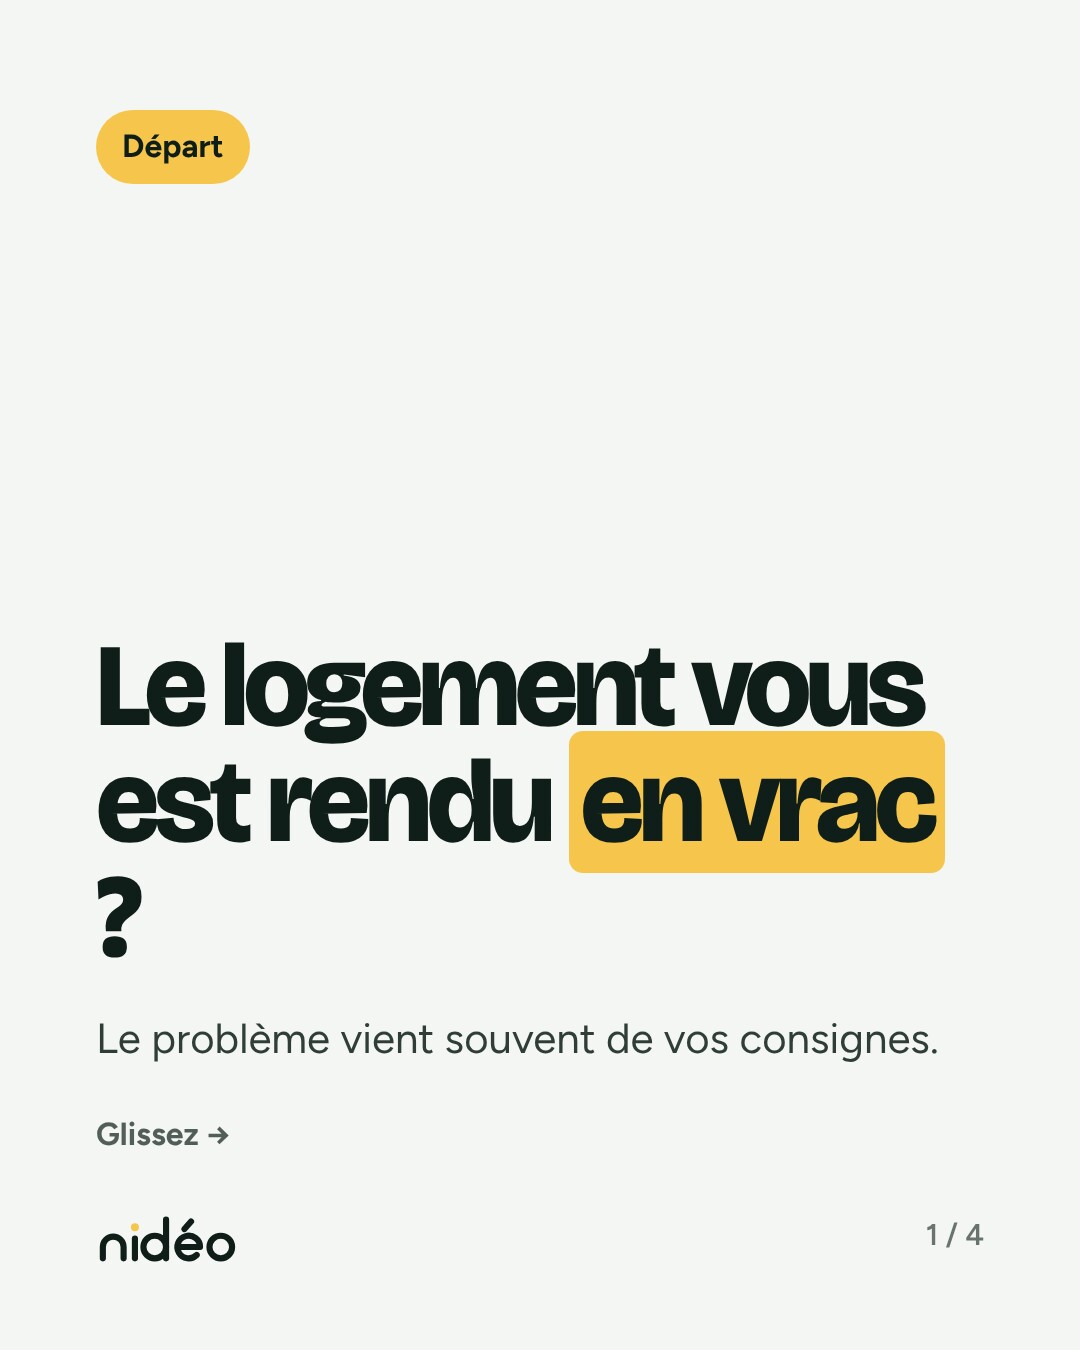 Départ
Le logement vous
est rendu en vrac
?
Le problème vient souvent de vos consignes.
Glissez →
nidéo
1 / 4